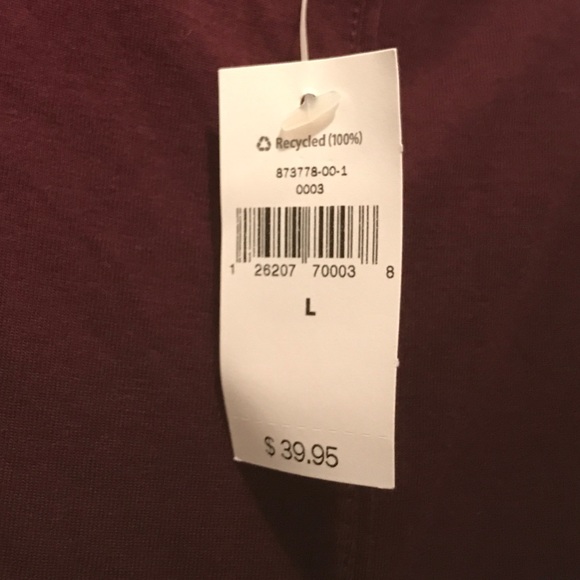 ♻ Recycled (100%)
873778-00-1
0003
1 26207 70003 8
L
$ 39.95